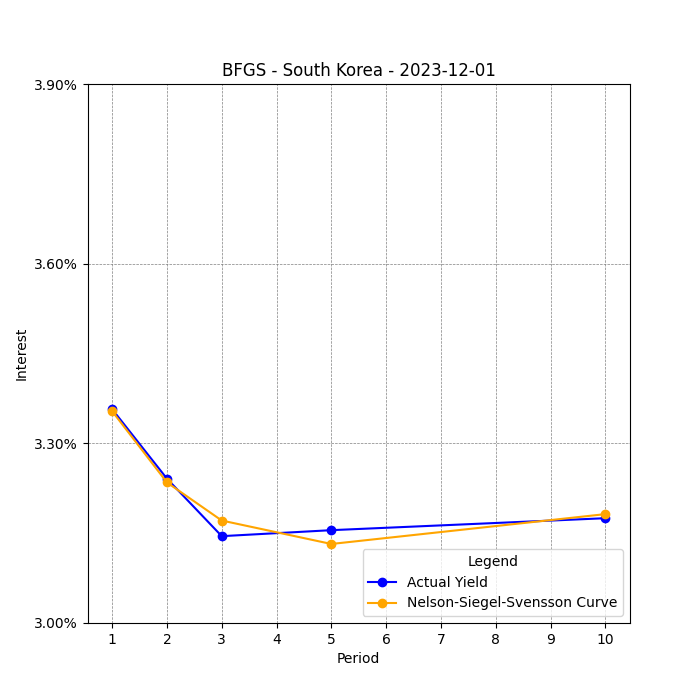 BFGS - South Korea - 2023-12-01
3.90%
3.60%
3.30%
3.00%
Interest
1 2 3 4 5 6 7 8 9 10
Period
Legend
Actual Yield
Nelson-Siegel-Svensson Curve